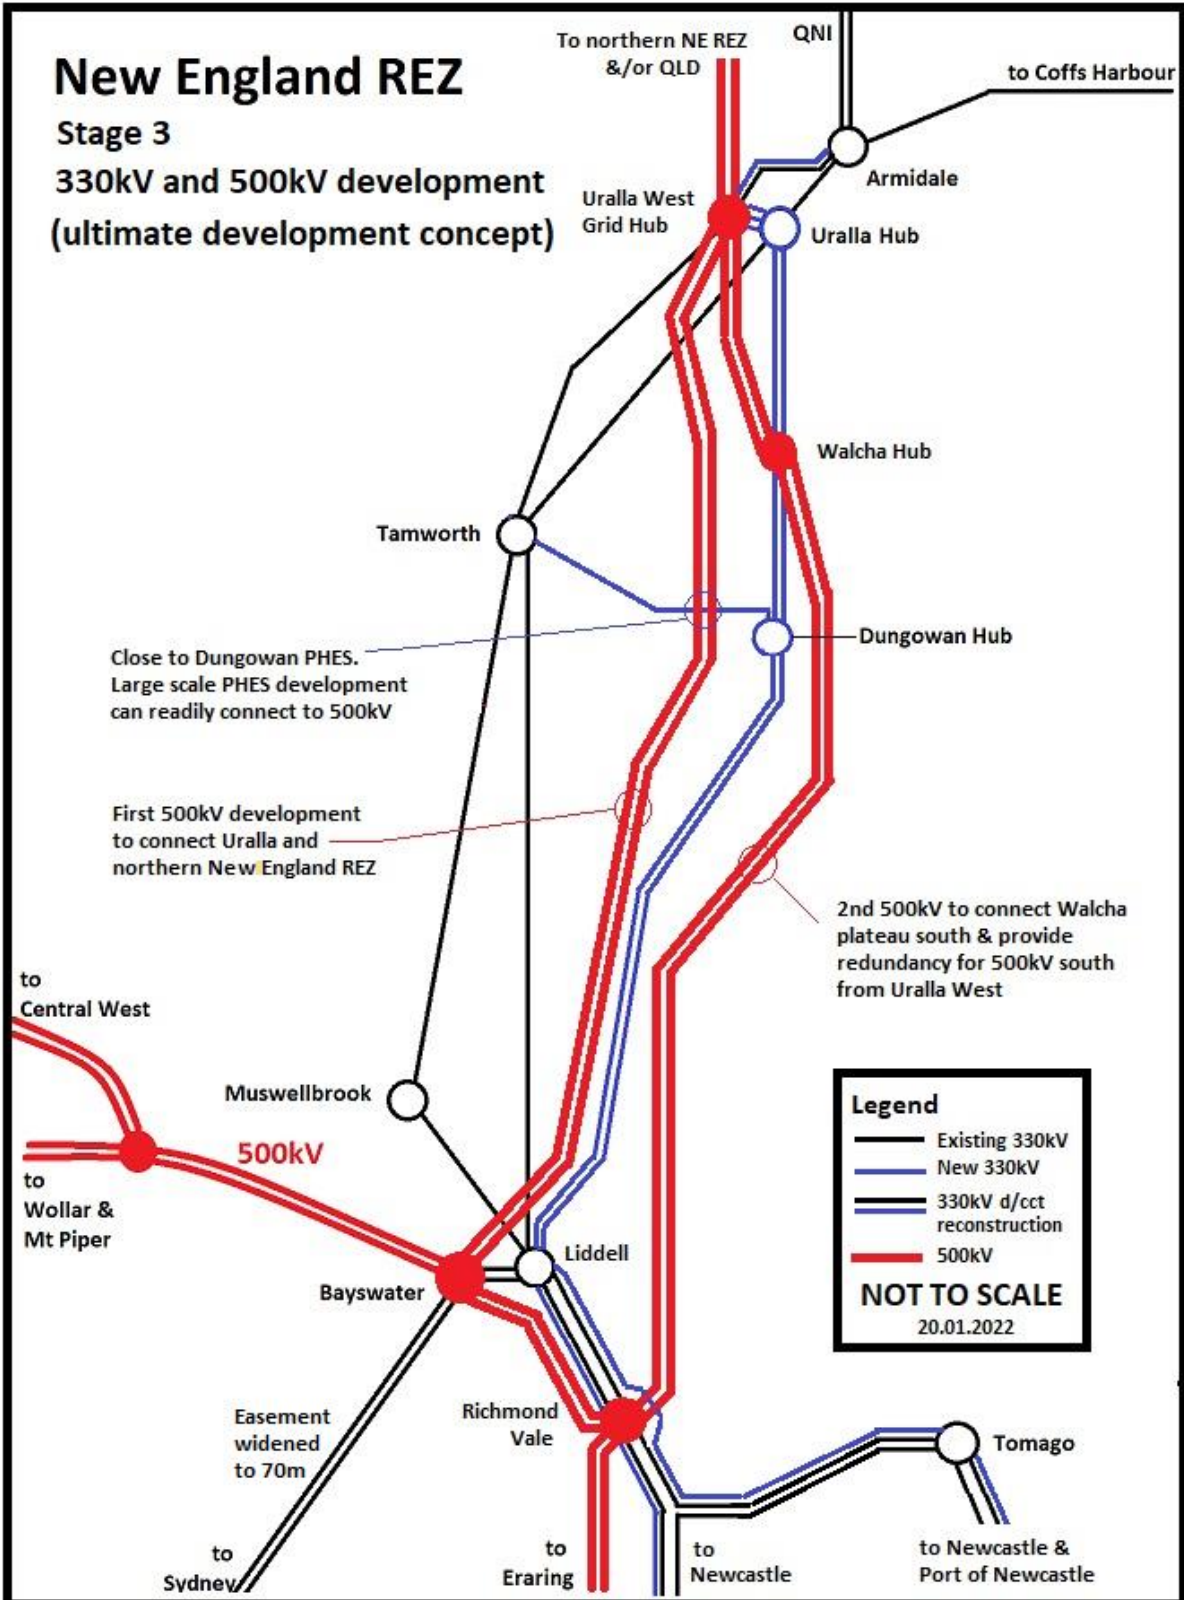 New England REZ
Stage 3
330kV and 500kV development
(ultimate development concept)
To northern NE REZ
&/or QLD
QNI
to Coffs Harbour
Armidale
Uralla West
Grid Hub
Uralla Hub
Walcha Hub
Tamworth
Dungowan Hub
Close to Dungowan PHES.
Large scale PHES development
can readily connect to 500kV
First 500kV development
to connect Uralla and
northern New England REZ
2nd 500kV to connect Walcha
plateau south & provide
redundancy for 500kV south
from Uralla West
to
Central West
Muswellbrook
500kV
to
Wollar &
Mt Piper
Liddell
Bayswater
Legend
Existing 330kV
New 330kV
330kV d/cct
reconstruction
500kV
NOT TO SCALE
20.01.2022
Easement
widened
to 70m
Richmond
Vale
Tomago
to
Sydney
to
Eraring
to
Newcastle
to Newcastle &
Port of Newcastle